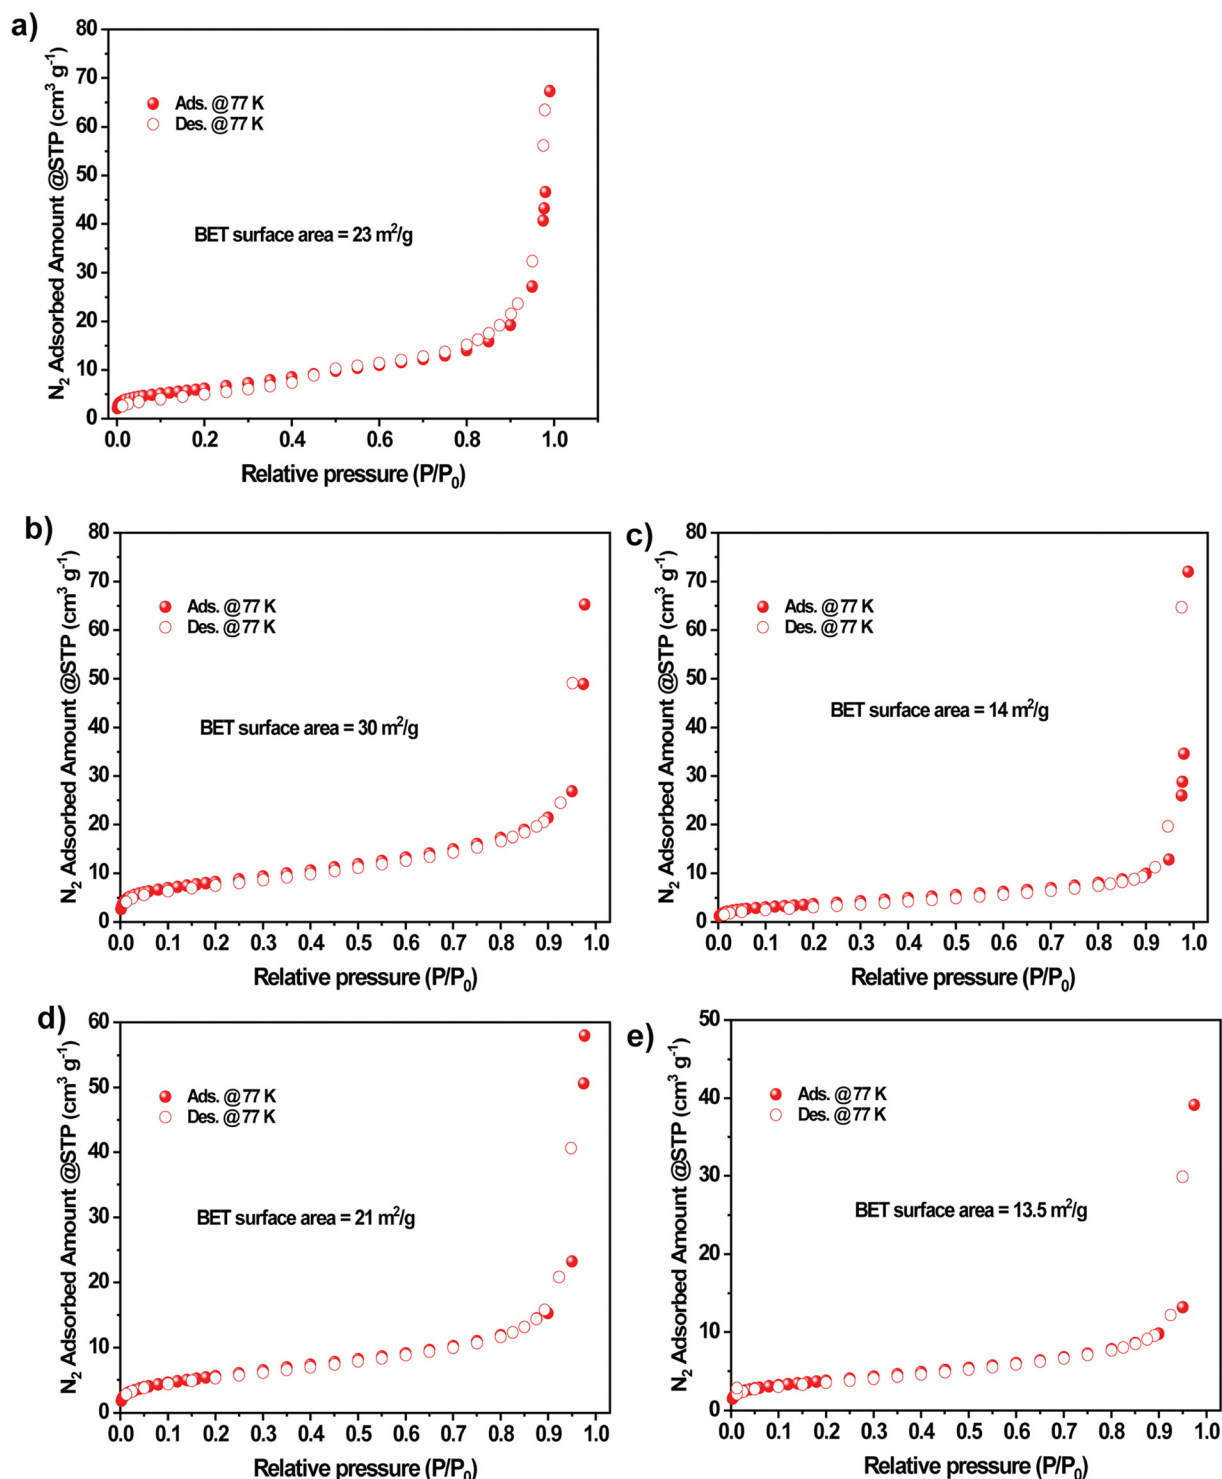 a)
N2 Adsorbed Amount @STP (cm³ g⁻¹)
80
70
60
50
40
30
20
10
0
Ads. @77 K
Des. @77 K
BET surface area = 23 m²/g
0.0 0.2 0.4 0.6 0.8 1.0
Relative pressure (P/P₀)
b)
N₂ Adsorbed Amount @STP (cm³ g⁻¹)
80
70
60
50
40
30
20
10
0
Ads. @77 K
Des. @77 K
BET surface area = 30 m²/g
0.0 0.1 0.2 0.3 0.4 0.5 0.6 0.7 0.8 0.9 1.0
Relative pressure (P/P₀)
c)
N₂ Adsorbed Amount @STP (cm³ g⁻¹)
80
70
60
50
40
30
20
10
0
Ads. @77 K
Des. @77 K
BET surface area = 14 m²/g
0.0 0.1 0.2 0.3 0.4 0.5 0.6 0.7 0.8 0.9 1.0
Relative pressure (P/P₀)
d)
N₂ Adsorbed Amount @STP (cm³ g⁻¹)
60
50
40
30
20
10
0
Ads. @77 K
Des. @77 K
BET surface area = 21 m²/g
0.0 0.1 0.2 0.3 0.4 0.5 0.6 0.7 0.8 0.9 1.0
Relative pressure (P/P₀)
e)
N₂ Adsorbed Amount @STP (cm³ g⁻¹)
50
40
30
20
10
0
Ads. @77 K
Des. @77 K
BET surface area = 13.5 m²/g
0.0 0.1 0.2 0.3 0.4 0.5 0.6 0.7 0.8 0.9 1.0
Relative pressure (P/P₀)